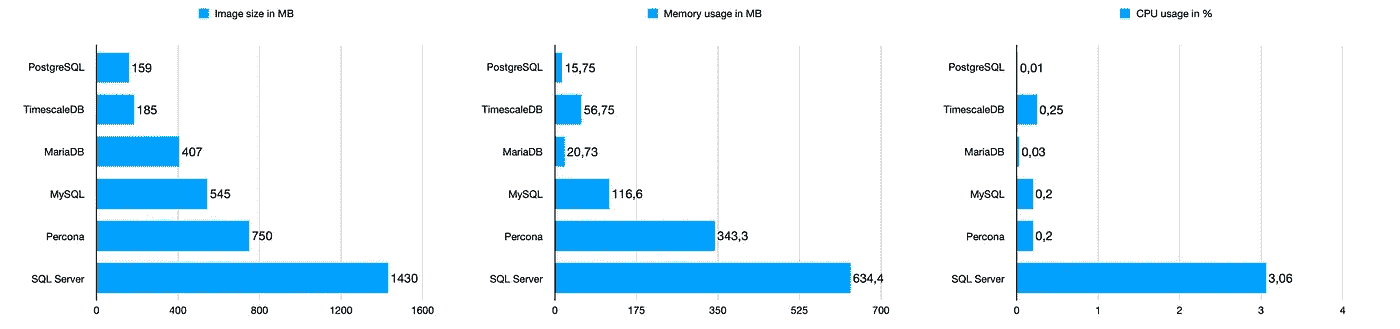 Image size in MB
PostgreSQL 159
TimescaleDB 185
MariaDB 407
MySQL 545
Percona 750
SQL Server 1430
0 400 800 1200 1600
Memory usage in MB
PostgreSQL 15,75
TimescaleDB 56,75
MariaDB 20,73
MySQL 116,6
Percona 343,3
SQL Server 634,4
0 175 350 525 700
CPU usage in %
PostgreSQL 0,01
TimescaleDB 0,25
MariaDB 0,03
MySQL 0,2
Percona 0,2
SQL Server 3,06
0 1 2 3 4